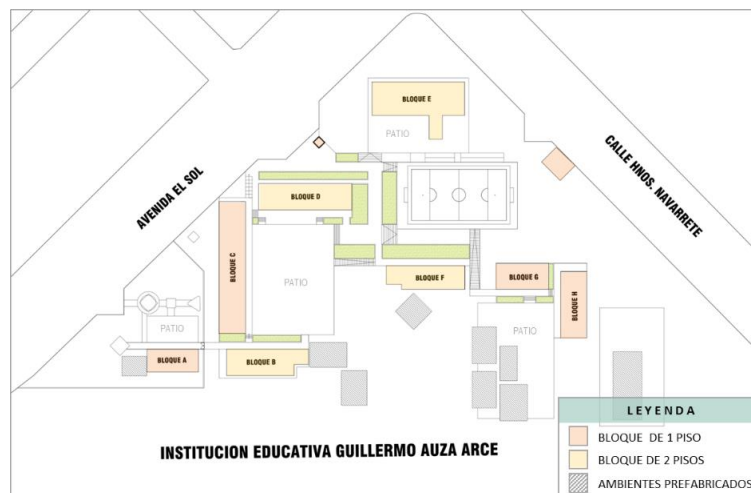 BLOQUE E
PATIO
CALLE HNOS. NAVARRETE
AVENIDA EL SOL
BLOQUE D
BLOQUE C
PATIO
BLOQUE F
BLOQUE G
BLOQUE H
PATIO
PATIO
BLOQUE A
BLOQUE B
INSTITUCION EDUCATIVA GUILLERMO AUZA ARCE
LEYENDA
BLOQUE DE 1 PISO
BLOQUE DE 2 PISOS
AMBIENTES PREFABRICADOS